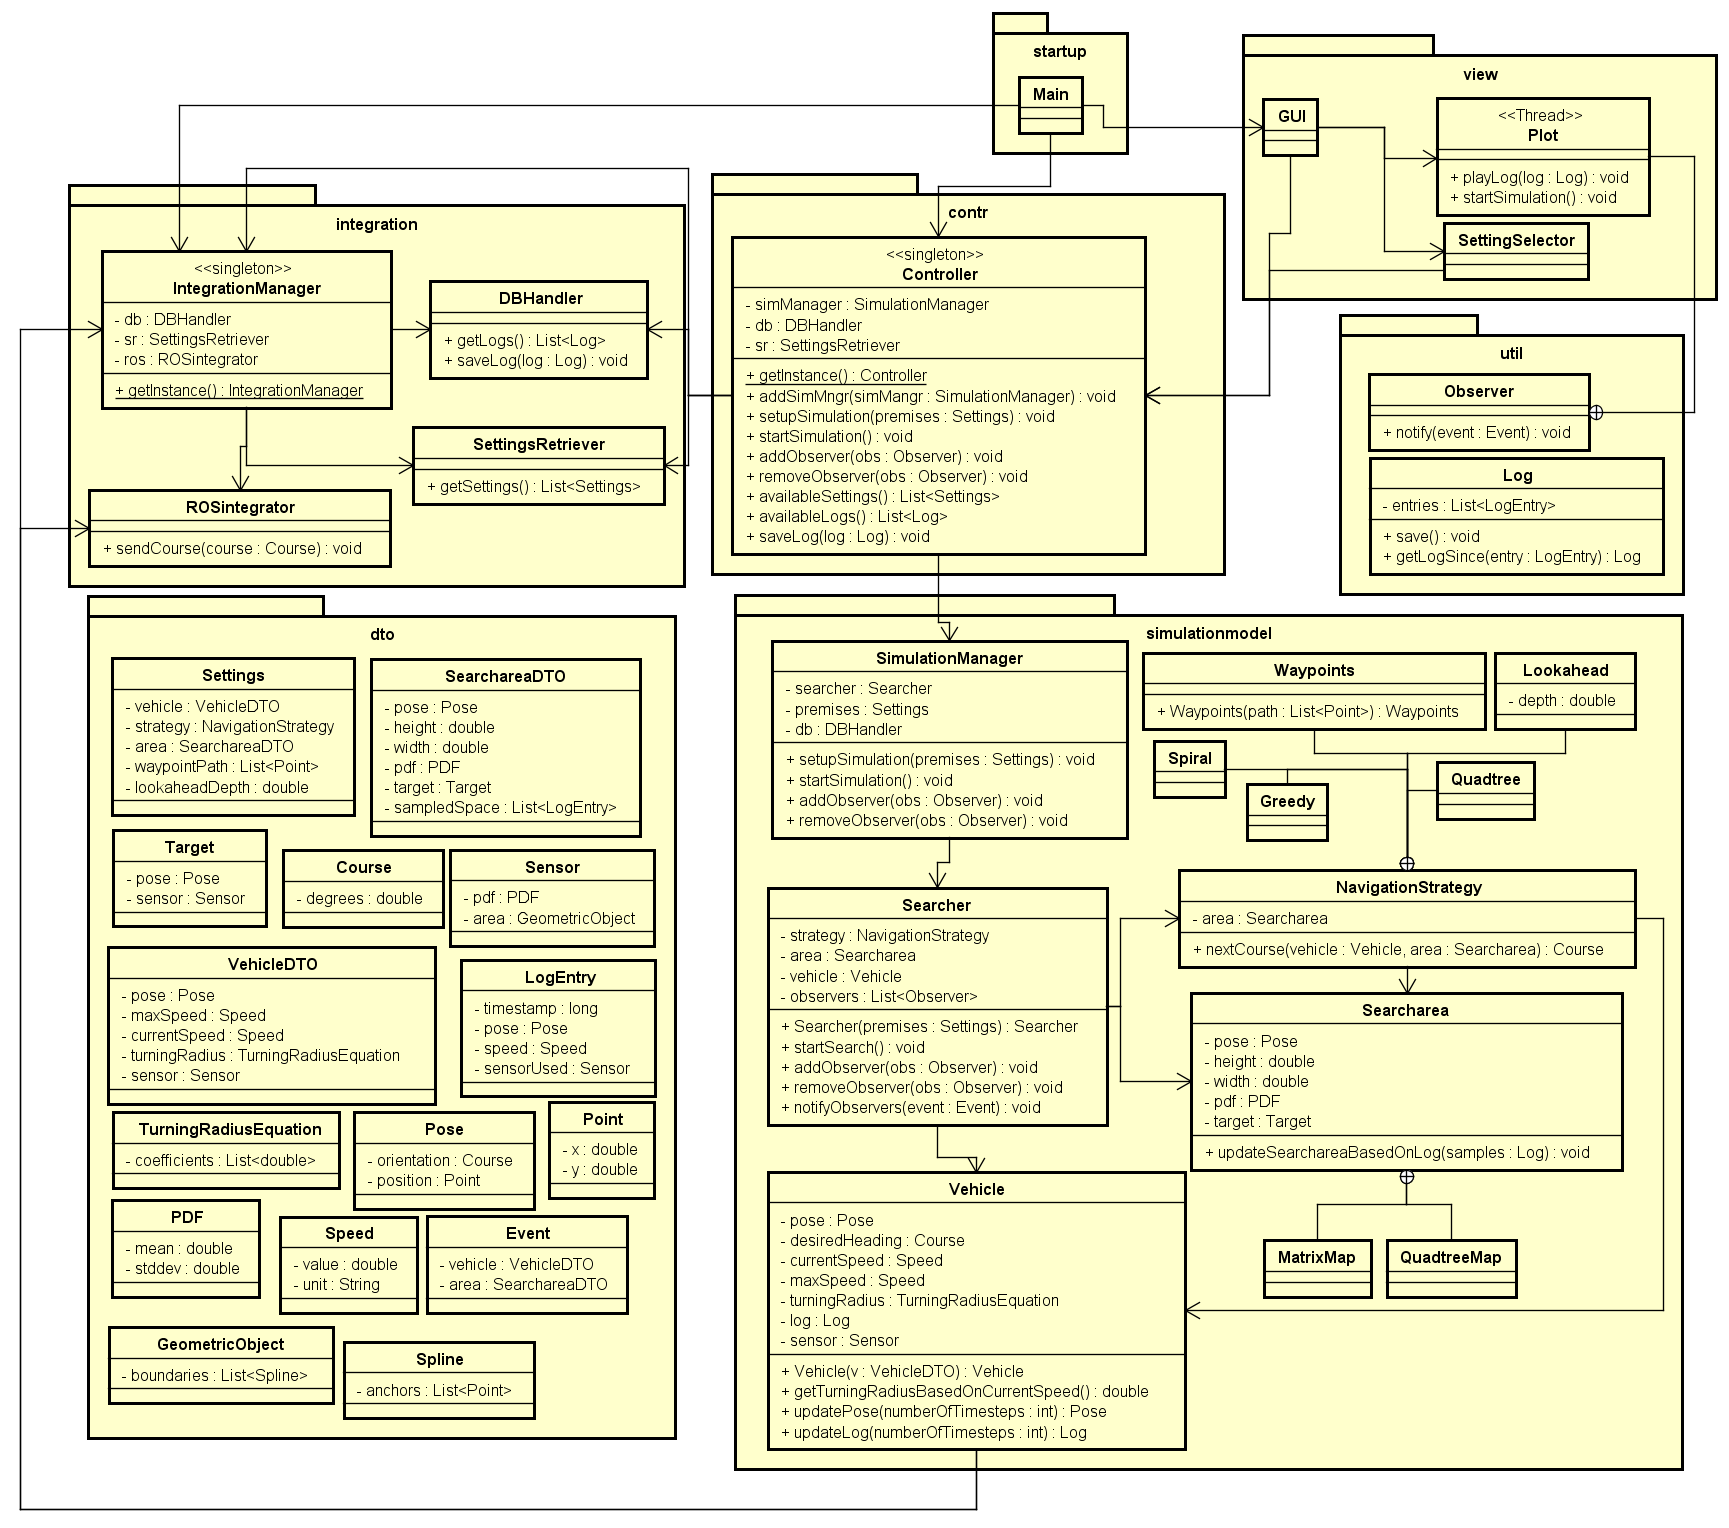 startup
Main
view
GUI
<<Thread>>
Plot
+ playLog(log : Log) : void
+ startSimulation() : void
SettingSelector
integration
<<singleton>>
IntegrationManager
- db : DBHandler
- sr : SettingsRetriever
- ros : ROSintegrator
+ getInstance() : IntegrationManager
DBHandler
+ getLogs() : List<Log>
+ saveLog(log : Log) : void
SettingsRetriever
+ getSettings() : List<Settings>
ROSintegrator
+ sendCourse(course : Course) : void
contr
<<singleton>>
Controller
- simManager : SimulationManager
- db : DBHandler
- sr : SettingsRetriever
+ getInstance() : Controller
+ addSimMngr(simMangr : SimulationManager) : void
+ setupSimulation(premises : Settings) : void
+ startSimulation() : void
+ addObserver(obs : Observer) : void
+ removeObserver(obs : Observer) : void
+ availableSettings() : List<Settings>
+ availableLogs() : List<Log>
+ saveLog(log : Log) : void
util
Observer
+ notify(event : Event) : void
Log
- entries : List<LogEntry>
+ save() : void
+ getLogSince(entry : LogEntry) : Log
dto
Settings
- vehicle : VehicleDTO
- strategy : NavigationStrategy
- area : SearchareaDTO
- waypointPath : List<Point>
- lookaheadDepth : double
SearchareaDTO
- pose : Pose
- height : double
- width : double
- pdf : PDF
- target : Target
- sampledSpace : List<LogEntry>
Target
- pose : Pose
- sensor : Sensor
Course
- degrees : double
Sensor
- pdf : PDF
- area : GeometricObject
VehicleDTO
- pose : Pose
- maxSpeed : Speed
- currentSpeed : Speed
- turningRadius : TurningRadiusEquation
- sensor : Sensor
LogEntry
- timestamp : long
- pose : Pose
- speed : Speed
- sensorUsed : Sensor
TurningRadiusEquation
- coefficients : List<double>
Pose
- orientation : Course
- position : Point
Point
- x : double
- y : double
PDF
- mean : double
- stddev : double
Speed
- value : double
- unit : String
Event
- vehicle : VehicleDTO
- area : SearchareaDTO
GeometricObject
- boundaries : List<Spline>
Spline
- anchors : List<Point>
simulationmodel
SimulationManager
- searcher : Searcher
- premises : Settings
- db : DBHandler
+ setupSimulation(premises : Settings) : void
+ startSimulation() : void
+ addObserver(obs : Observer) : void
+ removeObserver(obs : Observer) : void
Waypoints
+ Waypoints(path : List<Point>) : Waypoints
Lookahead
- depth : double
Spiral
Greedy
Quadtree
Searcher
- strategy : NavigationStrategy
- area : Searcharea
- vehicle : Vehicle
- observers : List<Observer>
+ Searcher(premises : Settings) : Searcher
+ startSearch() : void
+ addObserver(obs : Observer) : void
+ removeObserver(obs : Observer) : void
+ notifyObservers(event : Event) : void
NavigationStrategy
- area : Searcharea
+ nextCourse(vehicle : Vehicle, area : Searcharea) : Course
Searcharea
- pose : Pose
- height : double
- width : double
- pdf : PDF
- target : Target
+ updateSearchareaBasedOnLog(samples : Log) : void
MatrixMap
QuadtreeMap
Vehicle
- pose : Pose
- desiredHeading : Course
- currentSpeed : Speed
- maxSpeed : Speed
- turningRadius : TurningRadiusEquation
- log : Log
- sensor : Sensor
+ Vehicle(v : VehicleDTO) : Vehicle
+ getTurningRadiusBasedOnCurrentSpeed() : double
+ updatePose(numberOfTimesteps : int) : Pose
+ updateLog(numberOfTimesteps : int) : Log